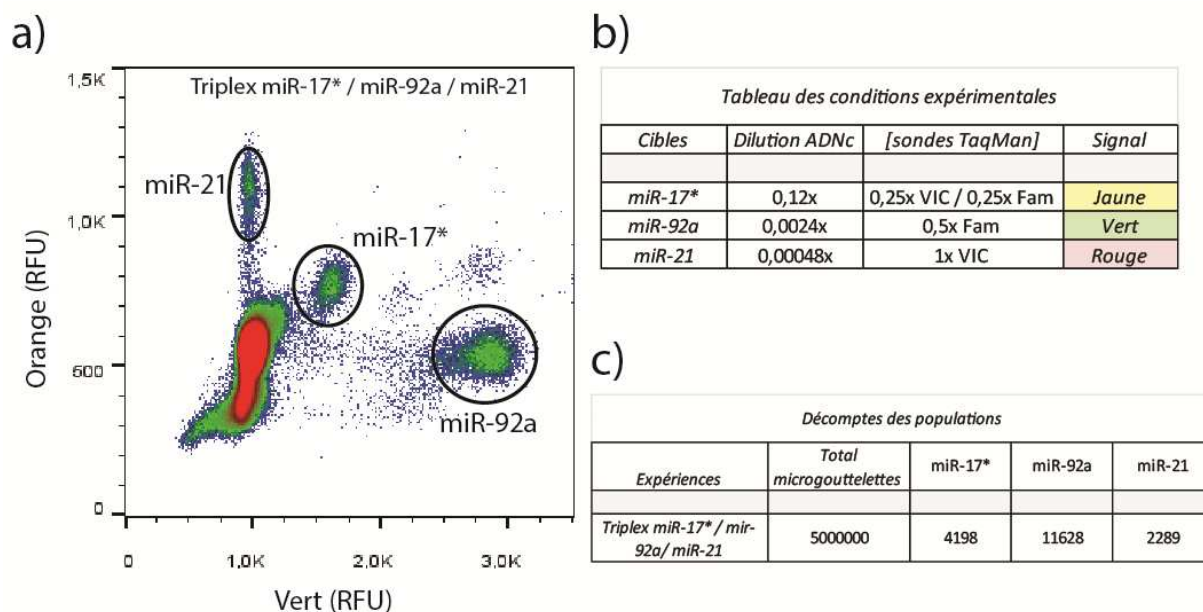 a)
Triplex miR-17* / miR-92a / miR-21
1,5K
1,0K
500
0
Orange (RFU)
miR-21
miR-17*
miR-92a
0
1,0K
2,0K
3,0K
Vert (RFU)
b)
Tableau des conditions expérimentales
Cibles Dilution ADNc [sondes TaqMan] Signal
miR-17* 0,12x 0,25x VIC / 0,25x Fam Jaune
miR-92a 0,0024x 0,5x Fam Vert
miR-21 0,00048x 1x VIC Rouge
c)
Décomptes des populations
Expériences Total microgouttelettes miR-17* miR-92a miR-21
Triplex miR-17* / mir-
92a/ miR-21 5000000 4198 11628 2289